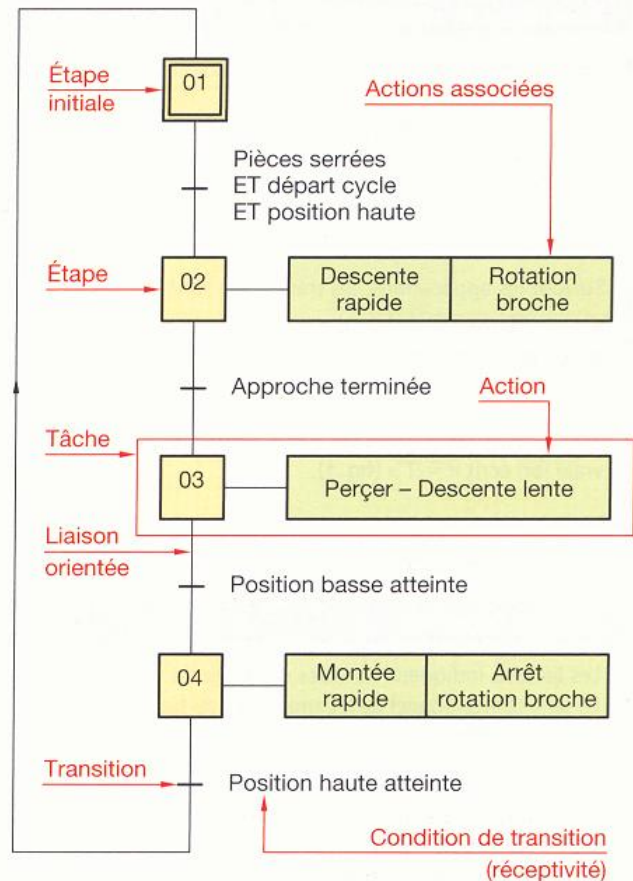 Étape
initiale
01
Actions associées
Pièces serrées
ET départ cycle
ET position haute
Étape
02
Descente
rapide
Rotation
broche
Approche terminée
Action
Tâche
03
Perçer – Descente lente
Liaison
orientée
Position basse atteinte
04
Montée
rapide
Arrêt
rotation broche
Transition
Position haute atteinte
Condition de transition
(réceptivité)